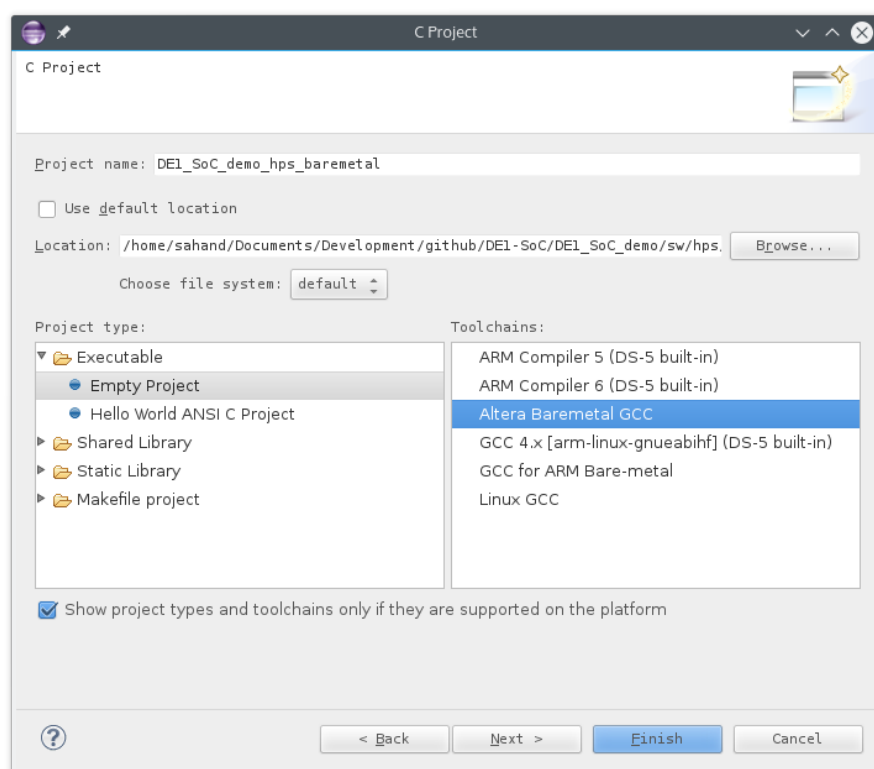 C Project
C Project
Project name: DE1_SoC_demo_hps_baremetal
Use default location
Location: /home/sahand/Documents/Development/github/DE1-SoC/DE1_SoC_demo/sw/hps. Browse...
Choose file system: default
Project type: Toolchains:
Executable ARM Compiler 5 (DS-5 built-in)
Empty Project ARM Compiler 6 (DS-5 built-in)
Hello World ANSI C Project Altera Baremetal GCC
Shared Library GCC 4.x [arm-linux-gnueabihf] (DS-5 built-in)
Static Library GCC for ARM Bare-metal
Makefile project Linux GCC
Show project types and toolchains only if they are supported on the platform
? < Back Next > Finish Cancel